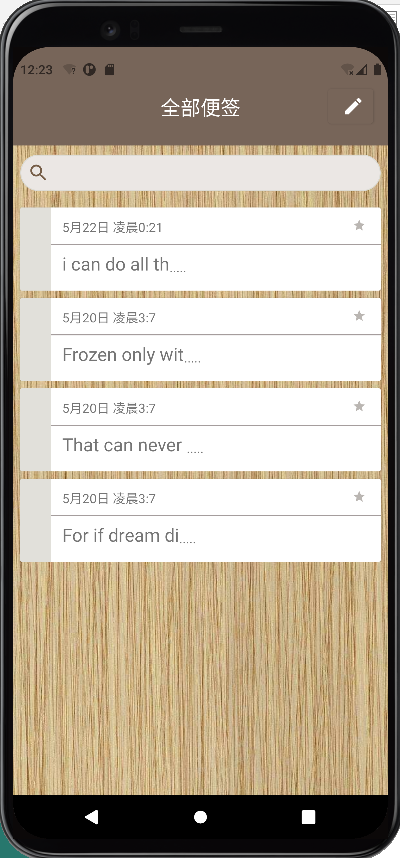 12:23
全部便签
5月22日 凌晨0:21
i can do all th.....
5月20日 凌晨3:7
Frozen only wit.....
5月20日 凌晨3:7
That can never .....
5月20日 凌晨3:7
For if dream di.....